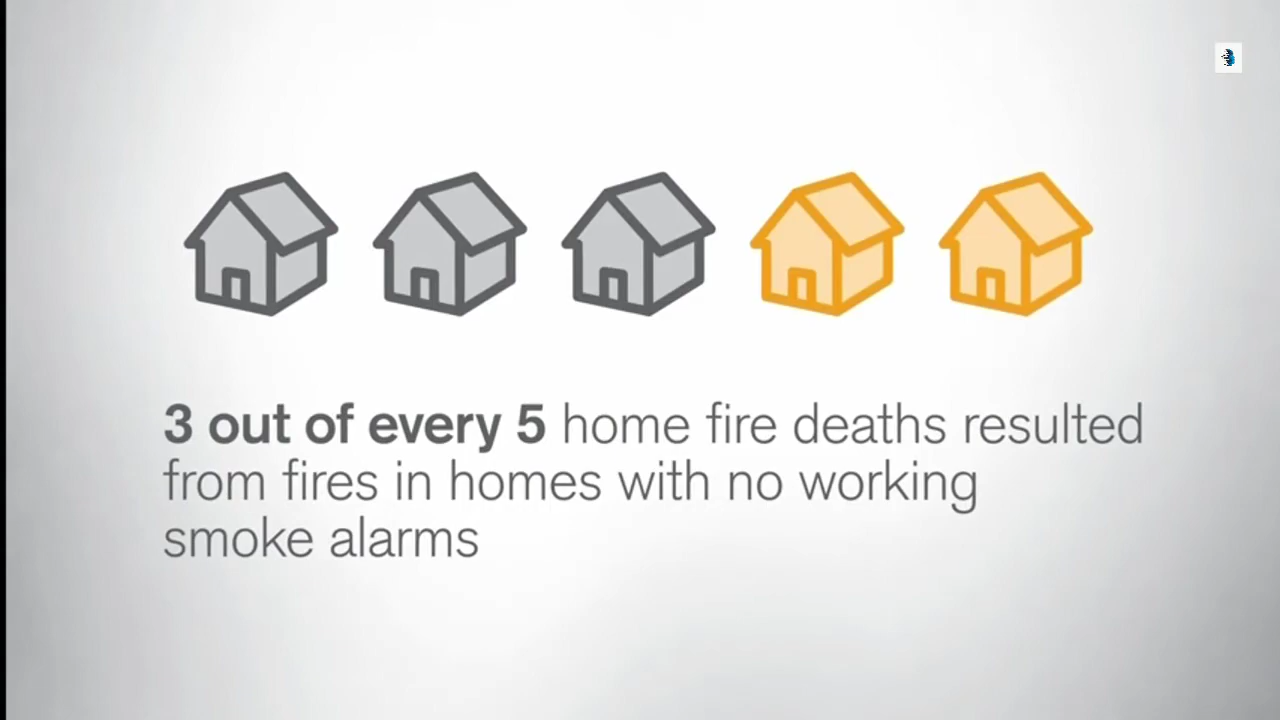 3 out of every 5 home fire deaths resulted
from fires in homes with no working
smoke alarms